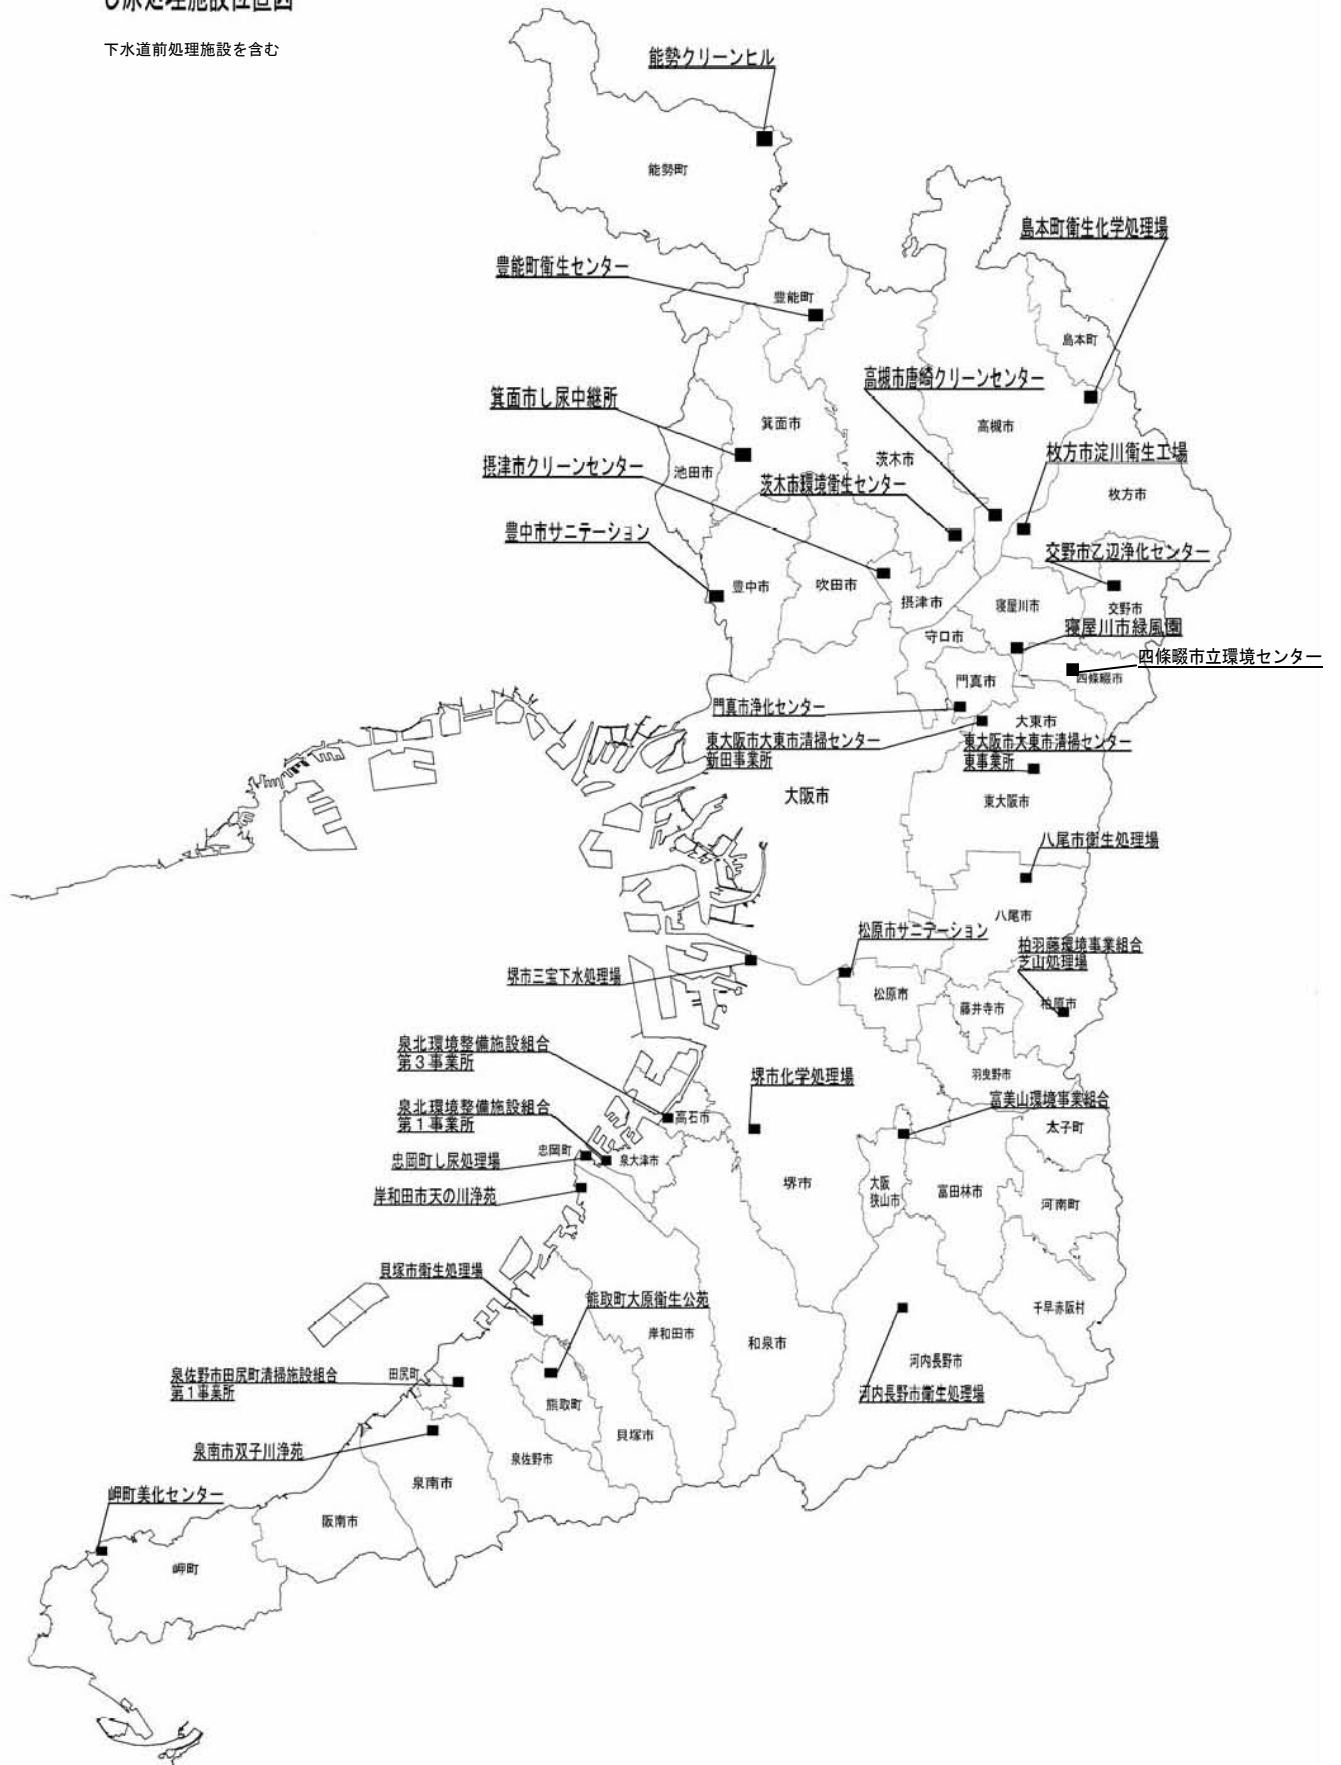 し尿処理施設位置図
下水道前処理施設を含む
能勢クリーンヒル
能勢町
島本町衛生化学処理場
豊能町衛生センター
豊能町
島本町
高槻市唐崎クリーンセンター
箕面市し尿中継所
箕面市
高槻市
枚方市淀川衛生工場
茨木市
摂津市クリーンセンター
池田市
茨木市環境衛生センター
枚方市
豊中市サニテーション
交野市乙辺浄化センター
豊中市
吹田市
摂津市
寝屋川市
交野市
守口市
寝屋川市緑風園
四條畷市立環境センター
門真市
四條畷市
門真市浄化センター
大東市
東大阪市大東市清掃センター
新田事業所
東大阪市大東市清掃センター
東事業所
大阪市
東大阪市
八尾市衛生処理場
八尾市
松原市サニテーション
柏羽藤環境事業組合
芝山処理場
堺市三宝下水処理場
松原市
藤井寺市
柏原市
泉北環境整備施設組合
第3事業所
堺市化学処理場
羽曳野市
富美山環境事業組合
泉北環境整備施設組合
第1事業所
高石市
太子町
忠岡町
忠岡町し尿処理場
泉大津市
堺市
大阪
狭山市
富田林市
岸和田市天の川浄苑
河南町
貝塚市衛生処理場
熊取町大原衛生公苑
千早赤阪村
岸和田市
和泉市
河内長野市
泉佐野市田尻町清掃施設組合
第1事業所
田尻町
河内長野市衛生処理場
熊取町
貝塚市
泉南市双子川浄苑
泉佐野市
泉南市
岬町美化センター
阪南市
岬町